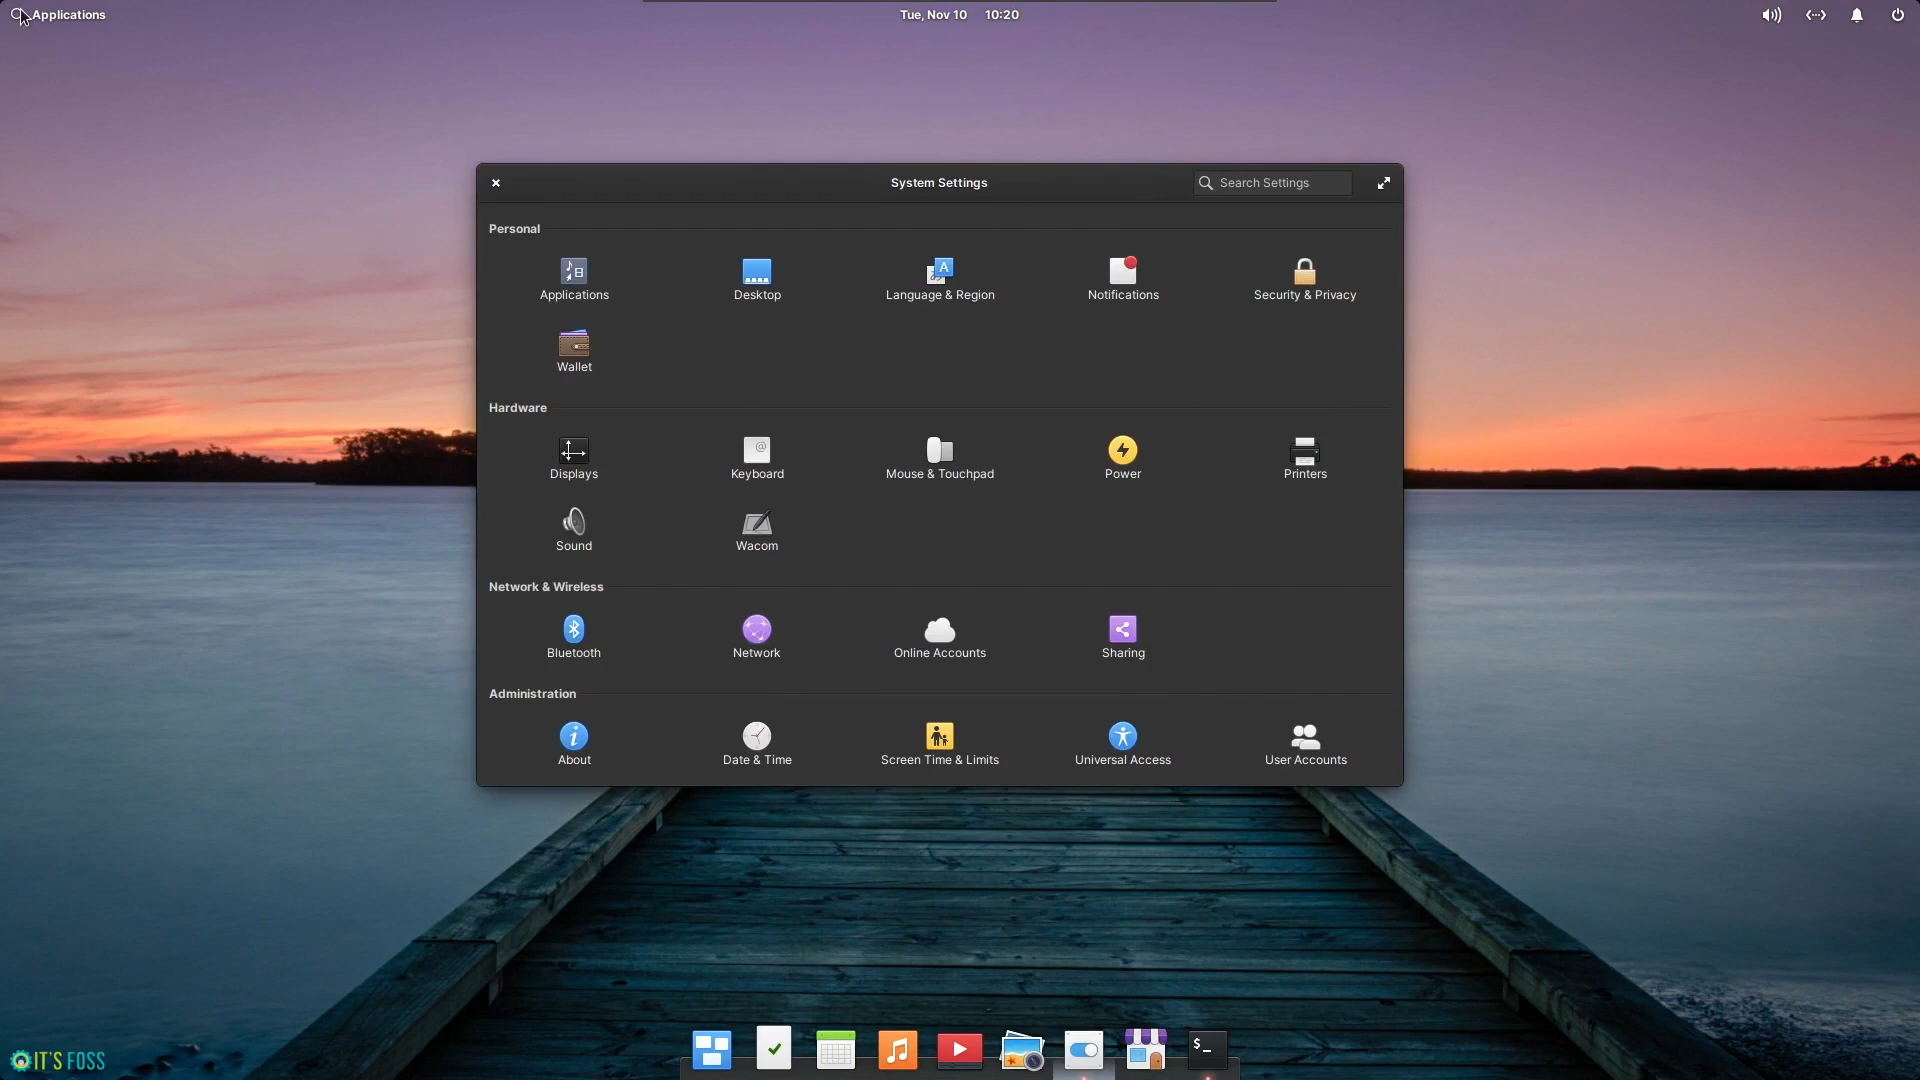 Applications
Tue, Nov 10 10:20
System Settings
Search Settings
Personal
Applications
Desktop
Language & Region
Notifications
Security & Privacy
Wallet
Hardware
Displays
Keyboard
Mouse & Touchpad
Power
Printers
Sound
Wacom
Network & Wireless
Bluetooth
Network
Online Accounts
Sharing
Administration
About
Date & Time
Screen Time & Limits
Universal Access
User Accounts
$_
IT'S FOSS